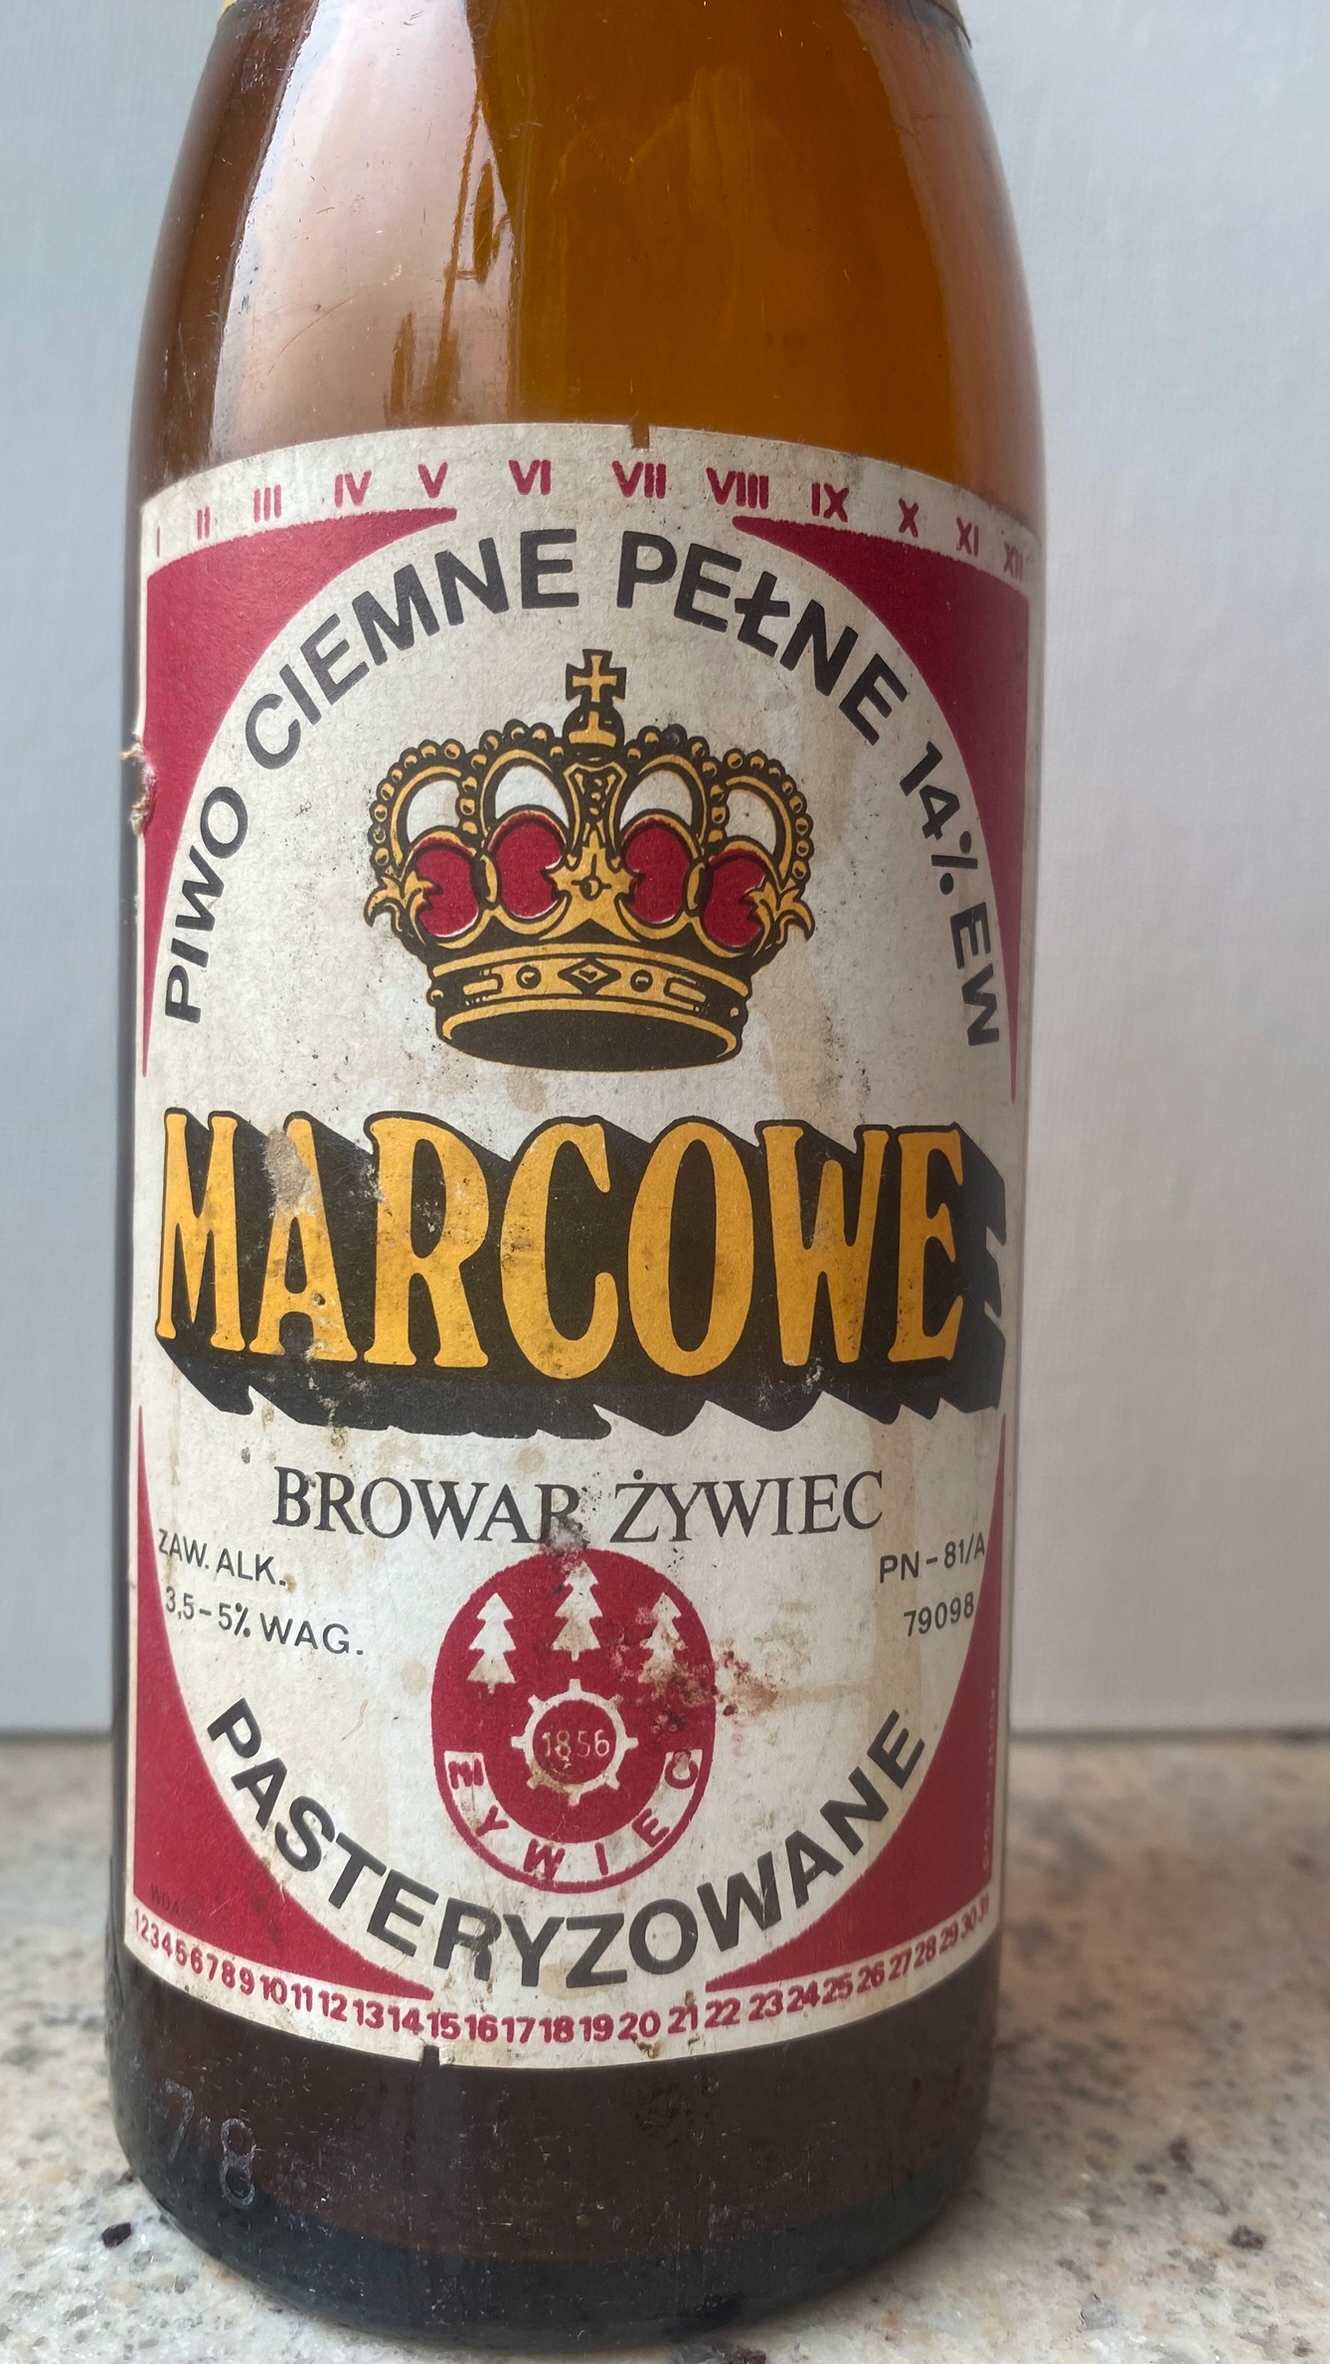 I II III IV V VI VII VIII IX X XI XII
PIWO CIEMNE PEŁNE 14% EW
MARCOWE
BROWAR ŻYWIEC
ZAW. ALK.
3,5-5% WAG.
PN-81/A
79098
1856
ŻYWIEC
PASTERYZOWANE
1 2 3 4 5 6 7 8 9 10 11 12 13 14 15 16 17 18 19 20 21 22 23 24 25 26 27 28 29 30 31
78